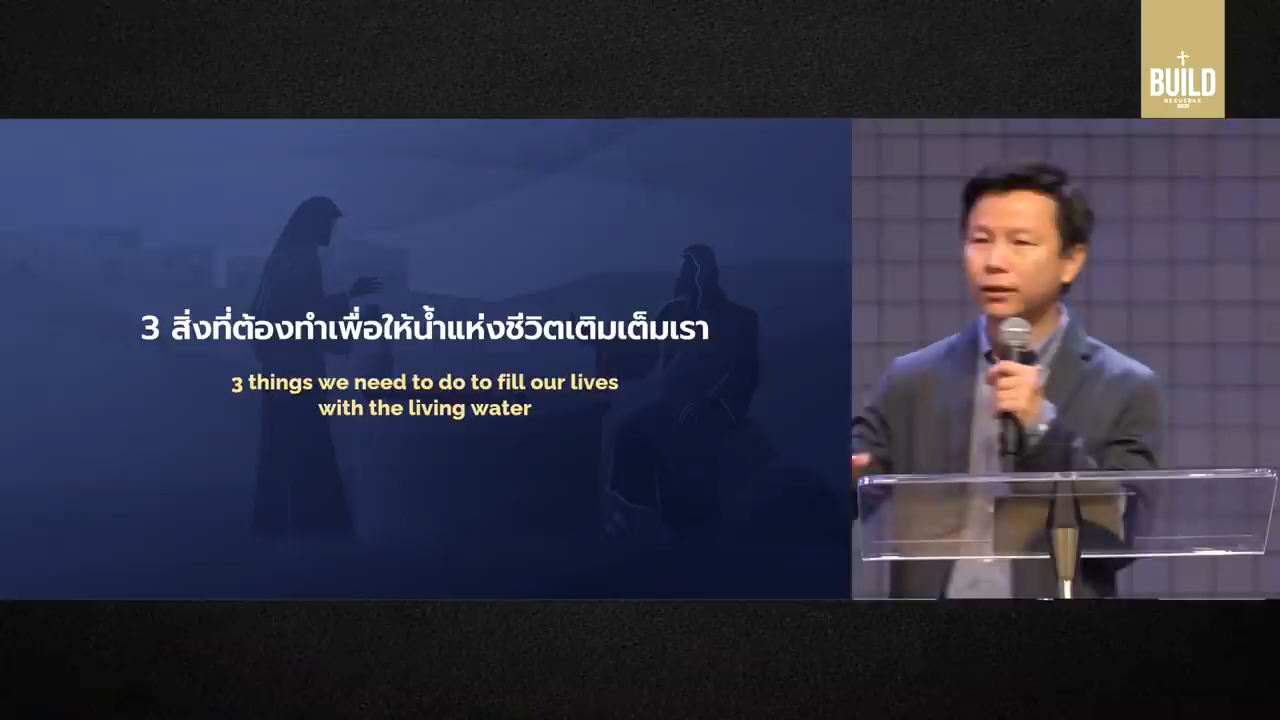 BUILD
NEXUSBKK
2021
3 สิ่งที่ต้องทำเพื่อให้น้ำแห่งชีวิตเติมเต็มเรา
3 things we need to do to fill our lives
with the living water